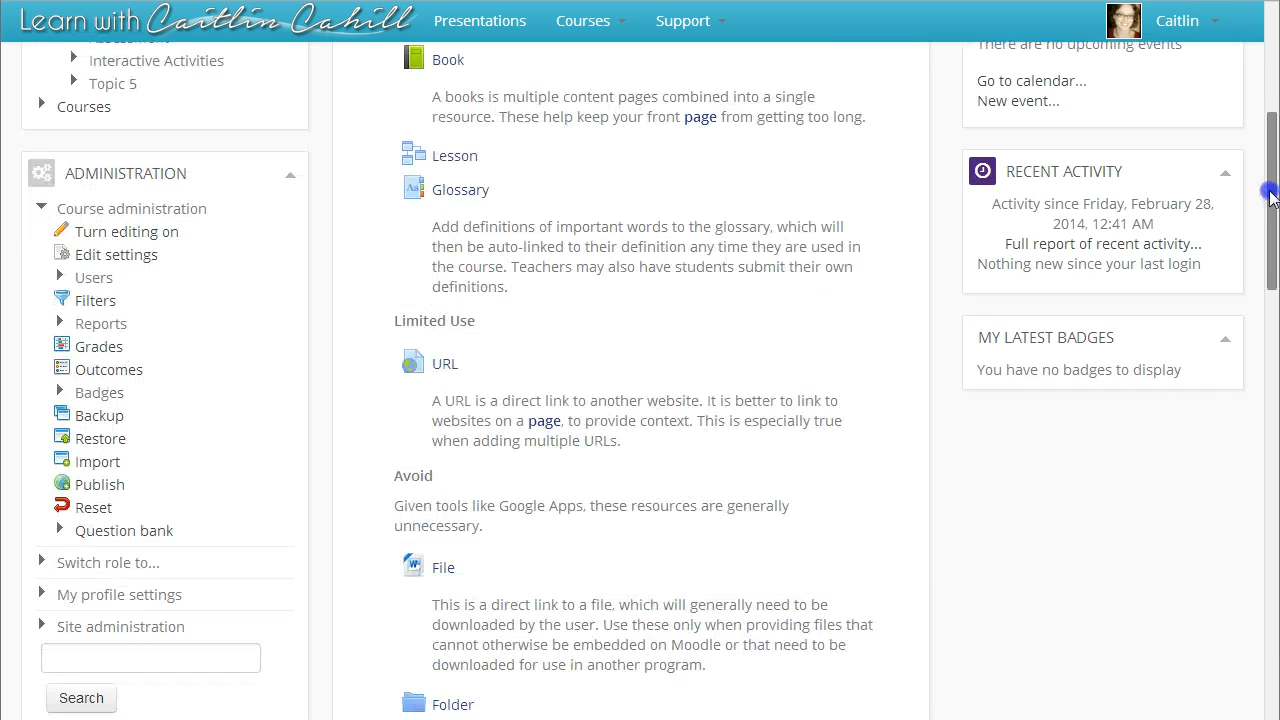 Learn with Caitlin Cahill
Presentations
Courses
Support
Caitlin
Interactive Activities
Topic 5
Courses
ADMINISTRATION
Course administration
Turn editing on
Edit settings
Users
Filters
Reports
Grades
Outcomes
Badges
Backup
Restore
Import
Publish
Reset
Question bank
Switch role to...
My profile settings
Site administration
Search
Book
A books is multiple content pages combined into a single
resource. These help keep your front page from getting too long.
Lesson
Glossary
Add definitions of important words to the glossary, which will
then be auto-linked to their definition any time they are used in
the course. Teachers may also have students submit their own
definitions.
Limited Use
URL
A URL is a direct link to another website. It is better to link to
websites on a page, to provide context. This is especially true
when adding multiple URLs.
Avoid
Given tools like Google Apps, these resources are generally
unnecessary.
File
This is a direct link to a file, which will generally need to be
downloaded by the user. Use these only when providing files that
cannot otherwise be embedded on Moodle or that need to be
downloaded for use in another program.
Folder
There are no upcoming events
Go to calendar...
New event...
RECENT ACTIVITY
Activity since Friday, February 28,
2014, 12:41 AM
Full report of recent activity...
Nothing new since your last login
MY LATEST BADGES
You have no badges to display